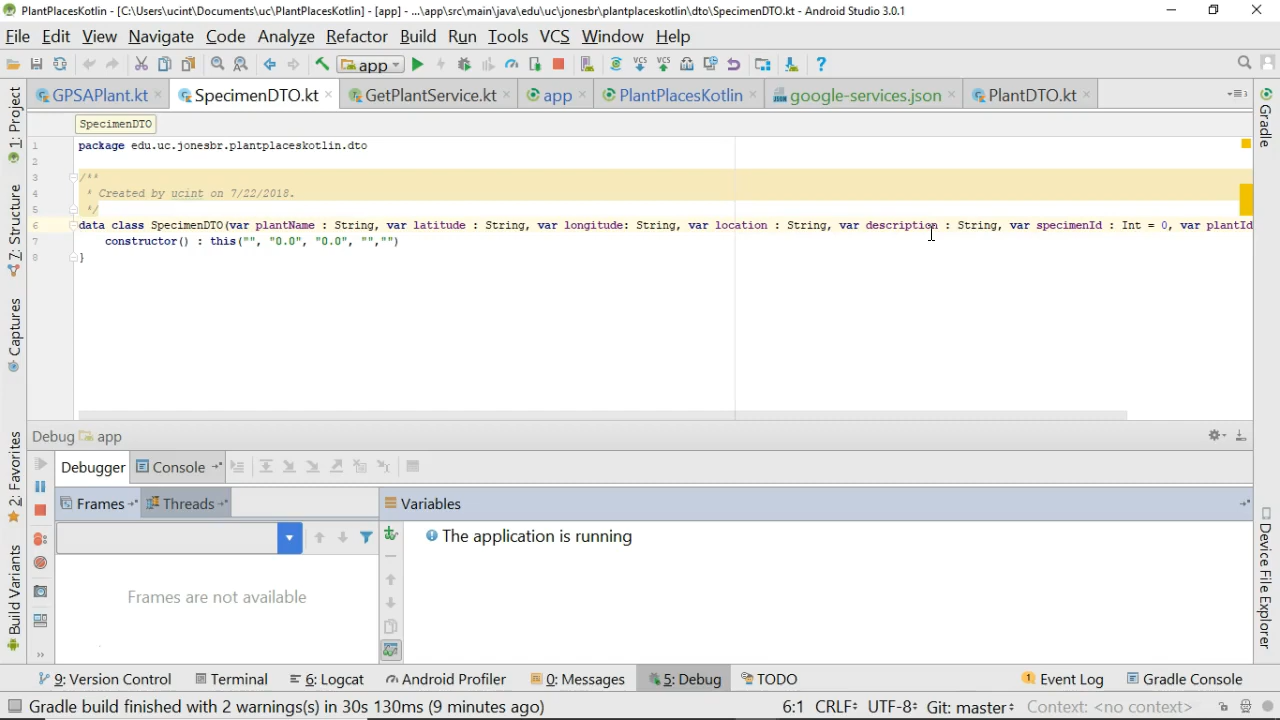 PlantPlacesKotlin - [C:\Users\ucint\Documents\uc\PlantPlacesKotlin] - [app] - ...\app\src\main\java\edu\uc\jonesbr\plantplaceskotlin\dto\SpecimenDTO.kt - Android Studio 3.0.1
File Edit View Navigate Code Analyze Refactor Build Run Tools VCS Window Help
app
GPSAPlant.kt SpecimenDTO.kt GetPlantService.kt app PlantPlacesKotlin google-services.json PlantDTO.kt
SpecimenDTO
1 package edu.uc.jonesbr.plantplaceskotlin.dto
2
3 /**
4 * Created by ucint on 7/22/2018.
5 */
6 data class SpecimenDTO(var plantName : String, var latitude : String, var longitude: String, var location : String, var description : String, var specimenId : Int = 0, var plantId
7 constructor() : this("", "0.0", "0.0", "","")
8 }
1: Project
7: Structure
Captures
2: Favorites
Build Variants
Gradle
Device File Explorer
Debug app
Debugger Console
Frames Threads Variables
The application is running
Frames are not available
9: Version Control Terminal 6: Logcat Android Profiler 0: Messages 5: Debug TODO 1 Event Log Gradle Console
Gradle build finished with 2 warnings(s) in 30s 130ms (9 minutes ago) 6:1 CRLF UTF-8 Git: master Context: <no context>